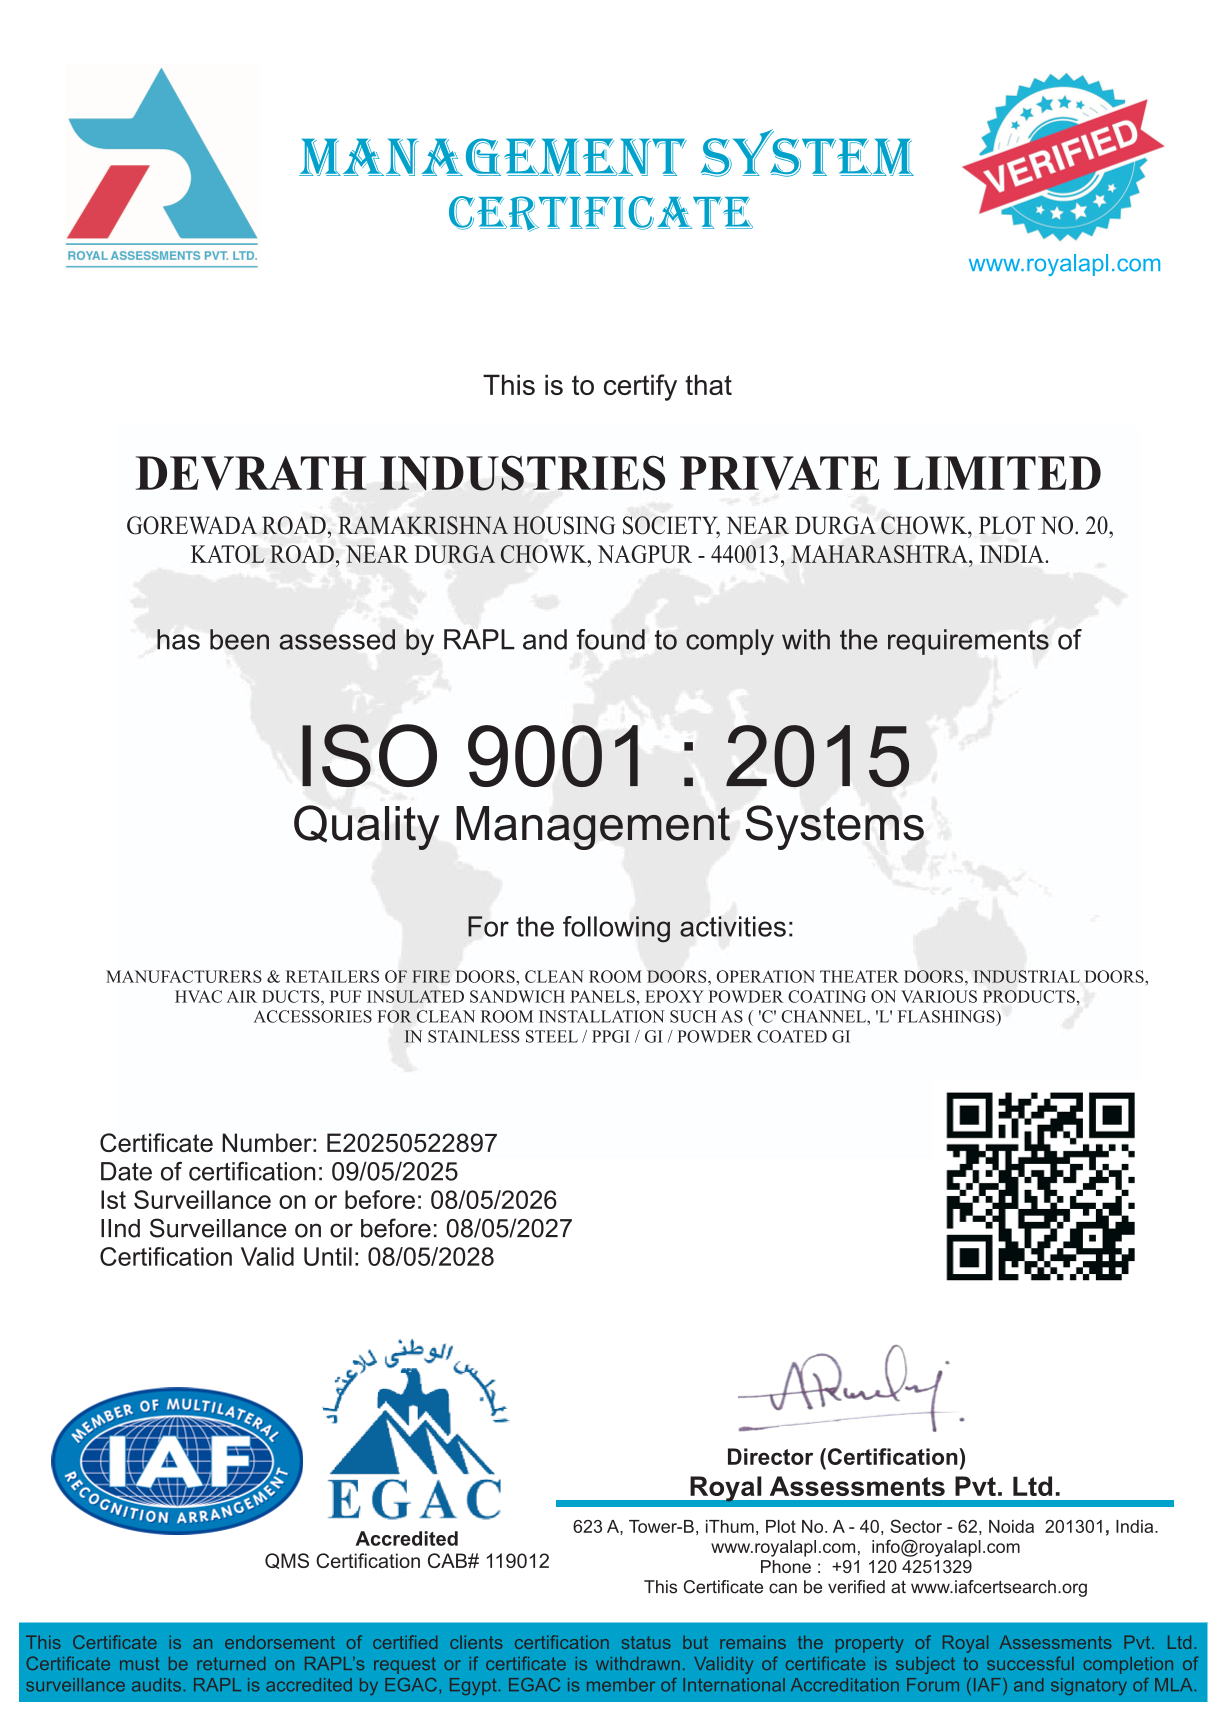 ROYAL ASSESSMENTS PVT. LTD.
MANAGEMENT SYSTEM
CERTIFICATE
VERIFIED
www.royalapl.com
This is to certify that
DEVRATH INDUSTRIES PRIVATE LIMITED
GOREWADA ROAD, RAMAKRISHNA HOUSING SOCIETY, NEAR DURGA CHOWK, PLOT NO. 20,
KATOL ROAD, NEAR DURGA CHOWK, NAGPUR - 440013, MAHARASHTRA, INDIA.
has been assessed by RAPL and found to comply with the requirements of
ISO 9001 : 2015
Quality Management Systems
For the following activities:
MANUFACTURERS & RETAILERS OF FIRE DOORS, CLEAN ROOM DOORS, OPERATION THEATER DOORS, INDUSTRIAL DOORS,
HVAC AIR DUCTS, PUF INSULATED SANDWICH PANELS, EPOXY POWDER COATING ON VARIOUS PRODUCTS,
ACCESSORIES FOR CLEAN ROOM INSTALLATION SUCH AS ( 'C' CHANNEL, 'L' FLASHINGS)
IN STAINLESS STEEL / PPGI / GI / POWDER COATED GI
Certificate Number: E20250522897
Date of certification: 09/05/2025
Ist Surveillance on or before: 08/05/2026
IInd Surveillance on or before: 08/05/2027
Certification Valid Until: 08/05/2028
MEMBER OF MULTILATERAL
IAF
RECOGNITION ARRANGEMENT
المجلس الوطنى للاعتماد
EGAC
Accredited
QMS Certification CAB# 119012
Director (Certification)
Royal Assessments Pvt. Ltd.
623 A, Tower-B, iThum, Plot No. A - 40, Sector - 62, Noida 201301, India.
www.royalapl.com, info@royalapl.com
Phone : +91 120 4251329
This Certificate can be verified at www.iafcertsearch.org
This Certificate is an endorsement of certified clients certification status but remains the property of Royal Assessments Pvt. Ltd.
Certificate must be returned on RAPL's request or if certificate is withdrawn. Validity of certificate is subject to successful completion of
surveillance audits. RAPL is accredited by EGAC, Egypt. EGAC is member of International Accreditation Forum (IAF) and signatory of MLA.